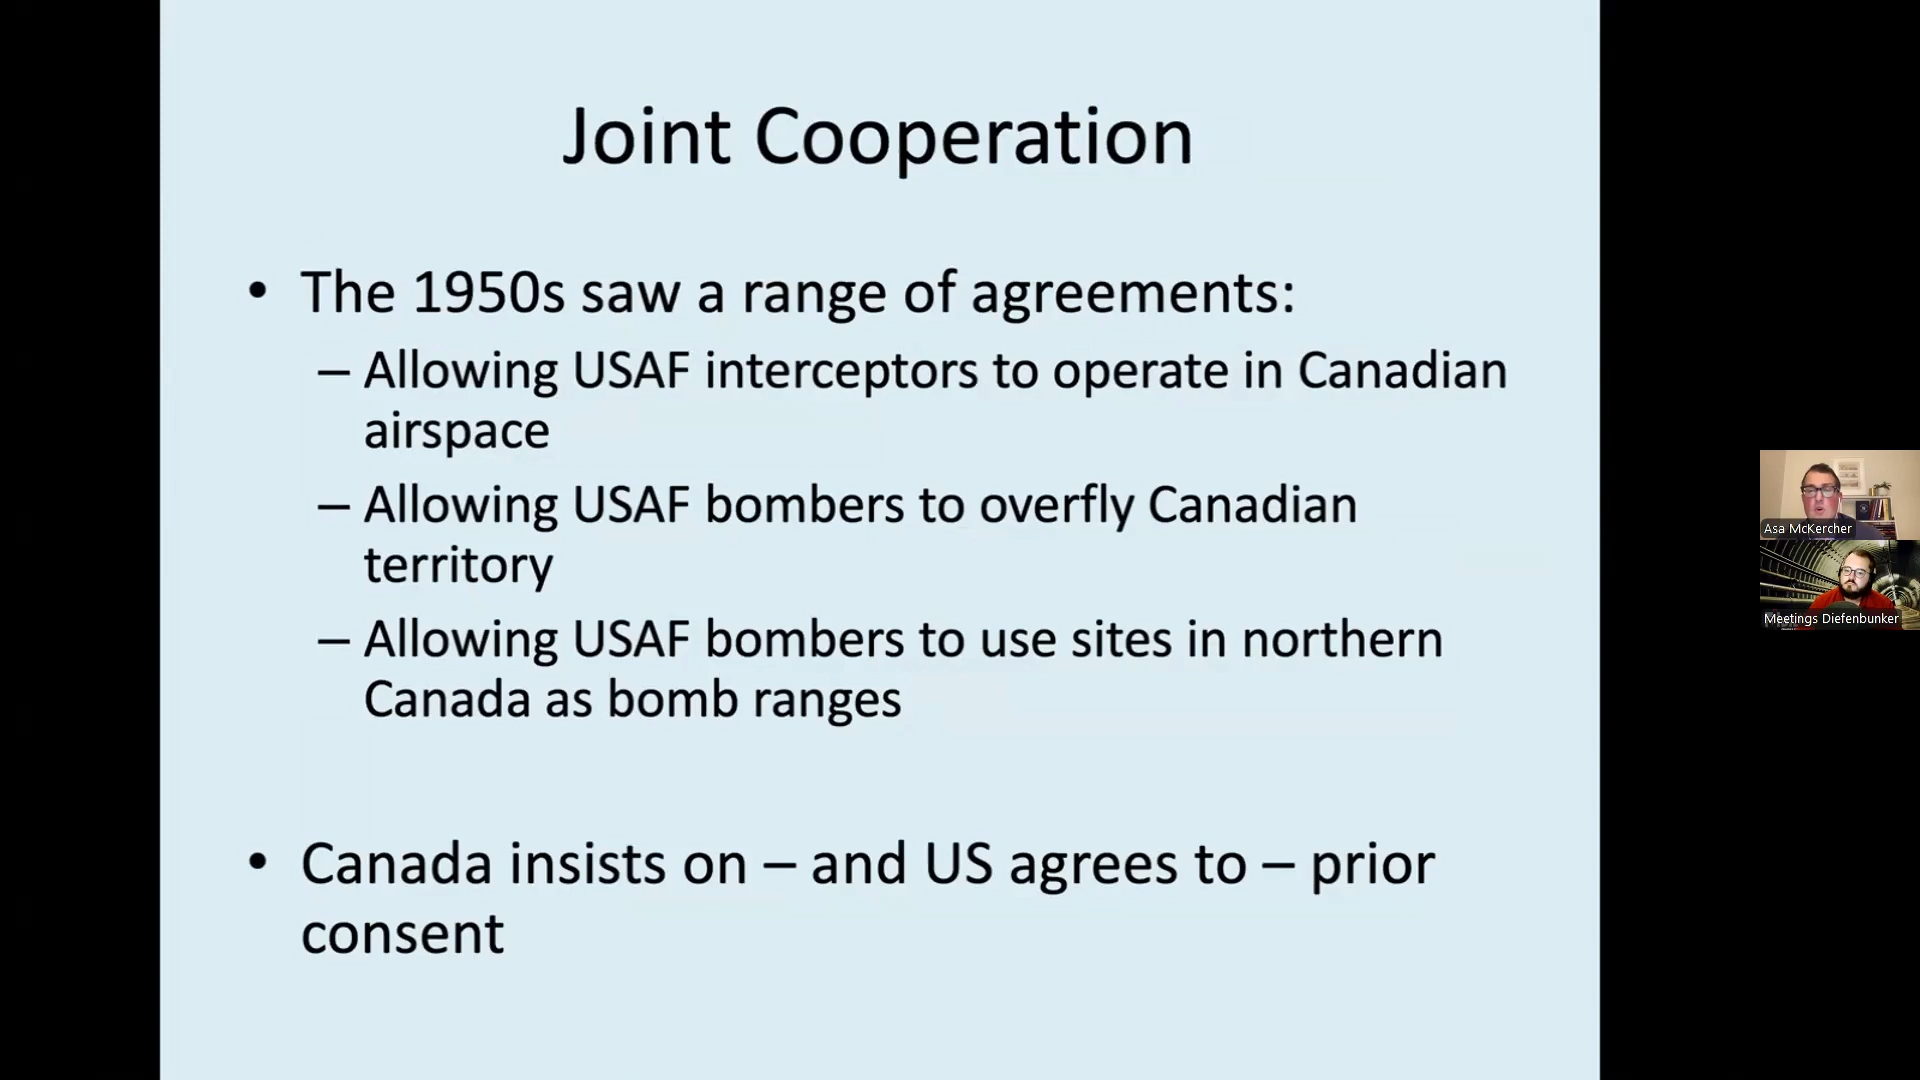 Joint Cooperation
• The 1950s saw a range of agreements:
– Allowing USAF interceptors to operate in Canadian
airspace
– Allowing USAF bombers to overfly Canadian
territory
– Allowing USAF bombers to use sites in northern
Canada as bomb ranges
• Canada insists on – and US agrees to – prior
consent
Asa McKercher
Meetings Diefenbunker